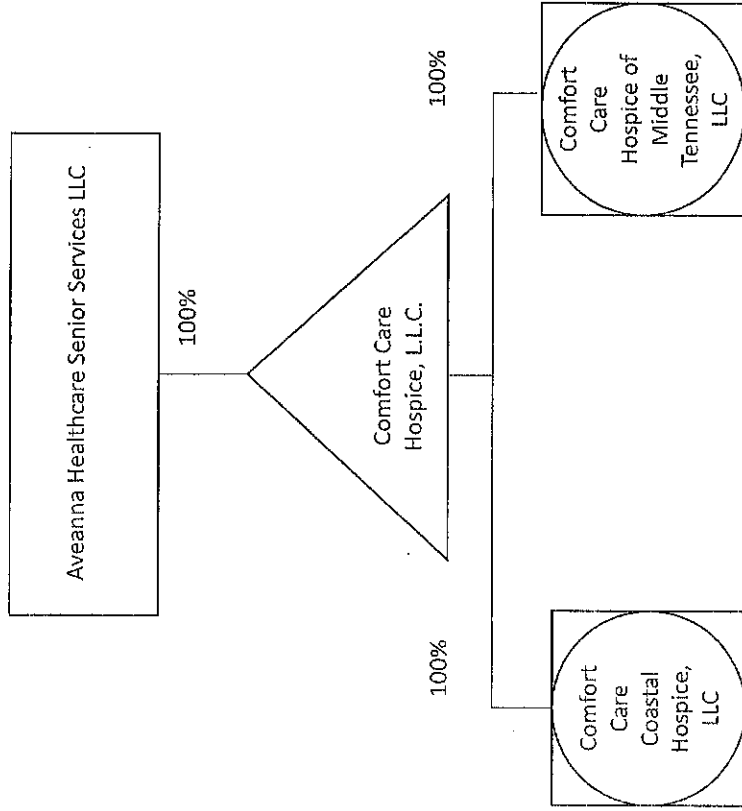 Aveanna Healthcare Senior Services LLC
100%
Comfort Care
Hospice, L.L.C.
100%
100%
Comfort
Care
Coastal
Hospice,
LLC
Comfort
Care
Hospice of
Middle
Tennessee,
LLC